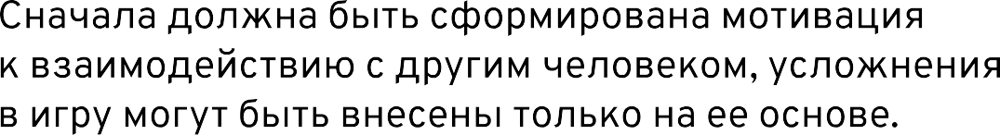 Сначала должна быть сформирована мотивация
к взаимодействию с другим человеком, усложнения
в игру могут быть внесены только на ее основе.